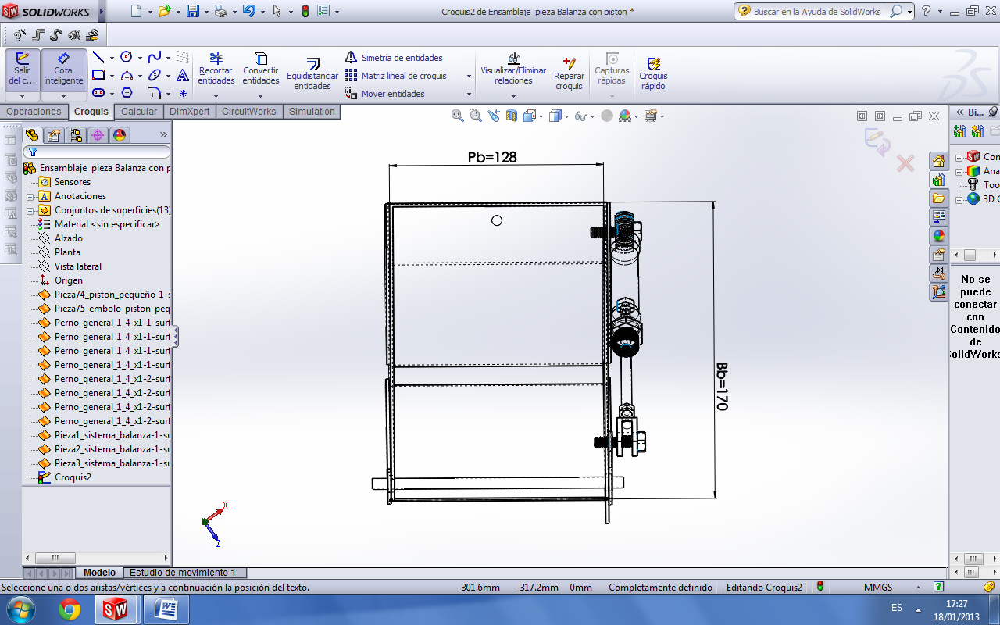 SOLIDWORKS
Croquis2 de Ensamblaje pieza Balanza con piston *
Buscar en la Ayuda de SolidWorks
Salir
del c...
Cota
inteligente
Recortar
entidades
Convertir
entidades
Equidistanciar
entidades
Simetría de entidades
Matriz lineal de croquis
Mover entidades
Visualizar/Eliminar
relaciones
Reparar
croquis
Capturas
rápidas
Croquis
rápido
Operaciones
Croquis
Calcular
DimXpert
CircuitWorks
Simulation
Bi...
Ensamblaje pieza Balanza con p
Sensores
Anotaciones
Conjuntos de superficies(13)
Material <sin especificar>
Alzado
Planta
Vista lateral
Origen
Pieza74_piston_pequeño-1-s
Pieza75_embolo_piston_peq
Perno_general_1_4_x1-1-surf
Perno_general_1_4_x1-1-surf
Perno_general_1_4_x1-1-surf
Perno_general_1_4_x1-1-surf
Perno_general_1_4_x1-2-surf
Perno_general_1_4_x1-2-surf
Perno_general_1_4_x1-2-surf
Perno_general_1_4_x1-2-surf
Pieza1_sistema_balanza-1-su
Pieza2_sistema_balanza-1-su
Pieza3_sistema_balanza-1-su
Croquis2
Pb=128
Bb=170
X
Z
Con
Ana
Too
3D C
No se
puede
conectar
con
Contenido
de
SolidWorks
Modelo
Estudio de movimiento 1
Seleccione una o dos aristas/vértices y a continuación la posición del texto.
-301.6mm
-317.2mm
0mm
Completamente definido
Editando Croquis2
MMGS
ES
17:27
18/01/2013